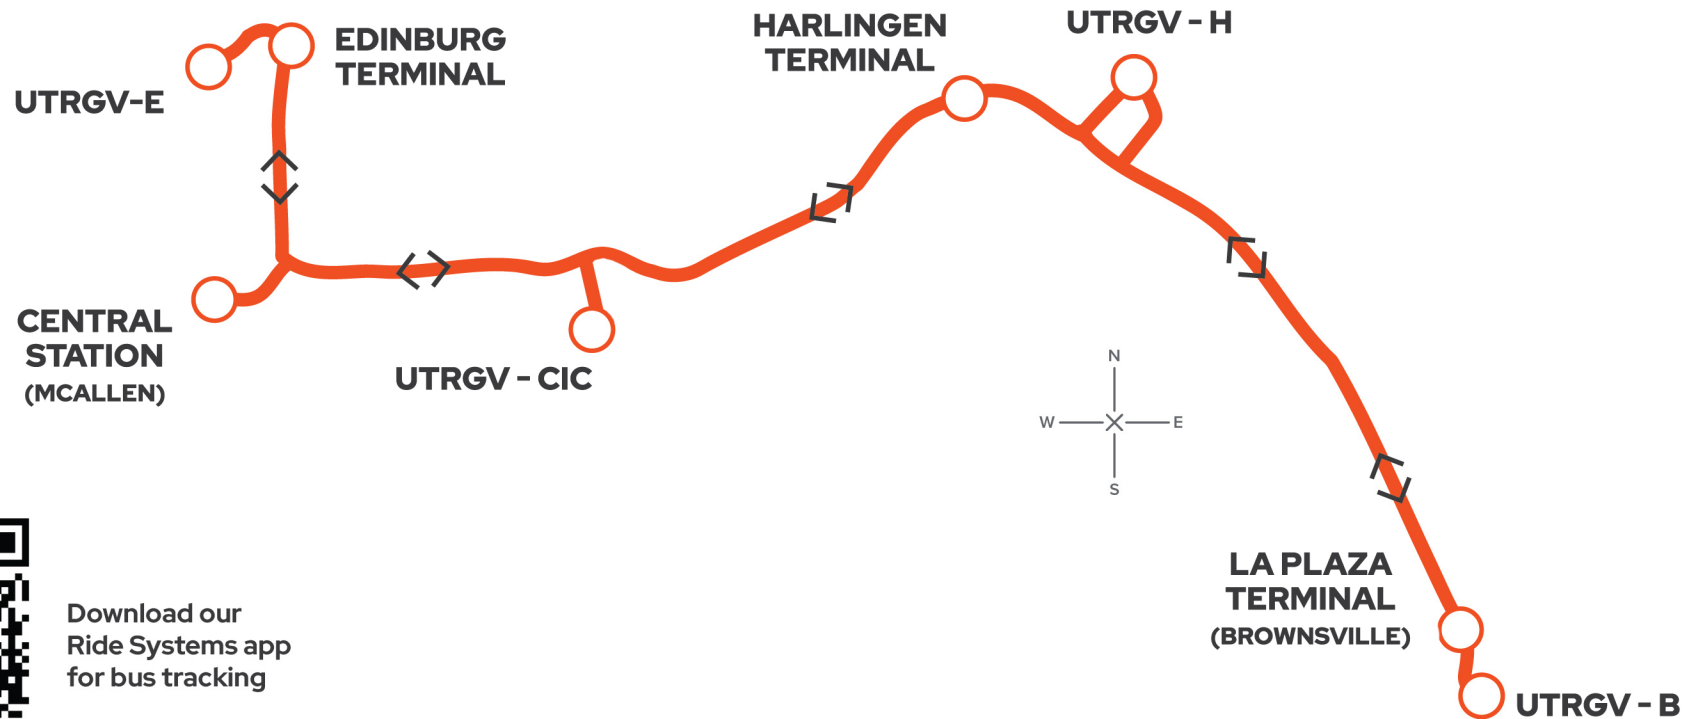 UTRGV-E
EDINBURG
TERMINAL
HARLINGEN
TERMINAL
UTRGV - H
CENTRAL
STATION
(MCALLEN)
UTRGV - CIC
N
W
E
S
LA PLAZA
TERMINAL
(BROWNSVILLE)
UTRGV - B
Download our
Ride Systems app
for bus tracking